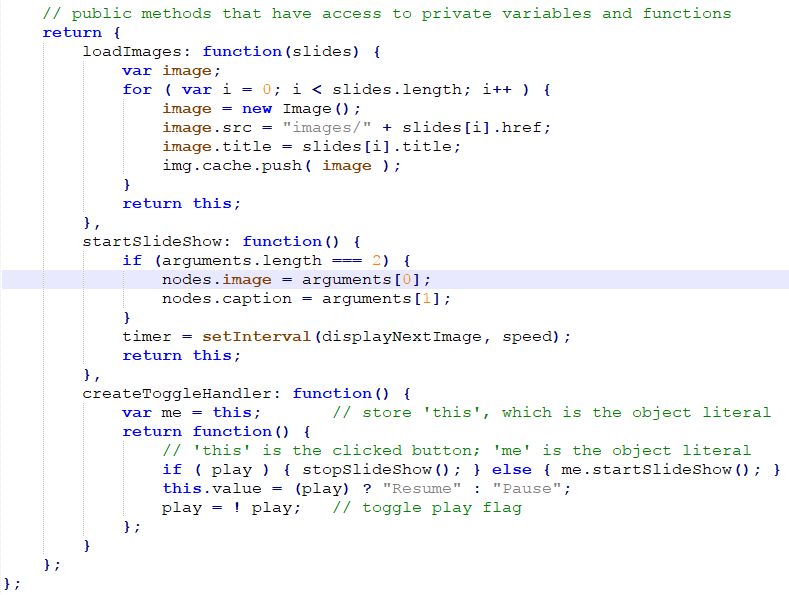 // public methods that have access to private variables and functions
return {
loadImages: function(slides) {
var image;
for ( var i = 0; i < slides.length; i++ ) {
image = new Image();
image.src = "images/" + slides[i].href;
image.title = slides[i].title;
img.cache.push( image );
}
return this;
},
startSlideShow: function() {
if (arguments.length === 2) {
nodes.image = arguments[0];
nodes.caption = arguments[1];
}
timer = setInterval(displayNextImage, speed);
return this;
},
createToggleHandler: function() {
var me = this; // store 'this', which is the object literal
return function() {
// 'this' is the clicked button; 'me' is the object literal
if ( play ) { stopSlideShow(); } else { me.startSlideShow(); }
this.value = (play) ? "Resume" : "Pause";
play = ! play; // toggle play flag
};
}
};
};